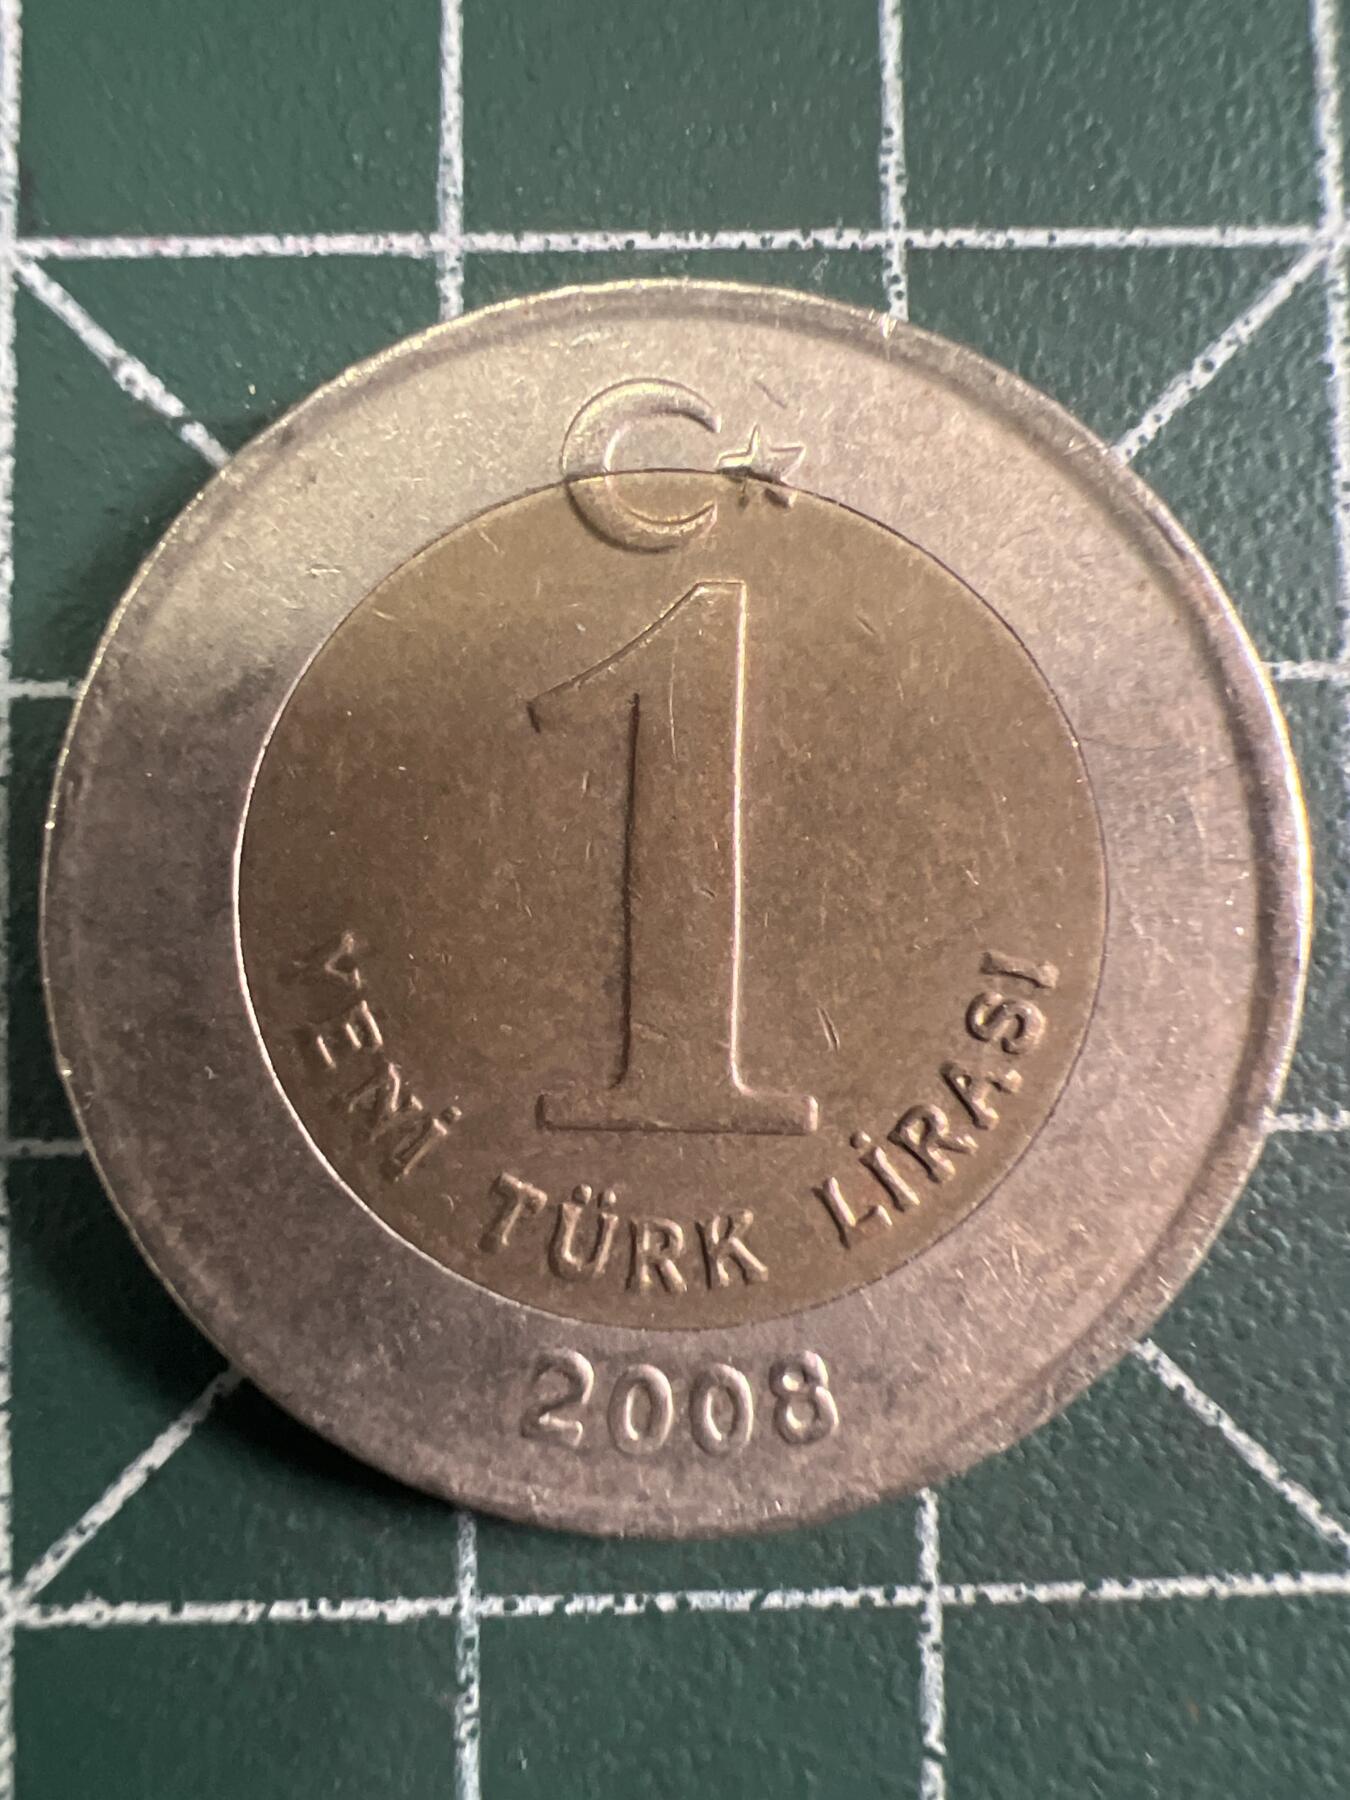 1
YENİ TÜRK LİRASI
2008